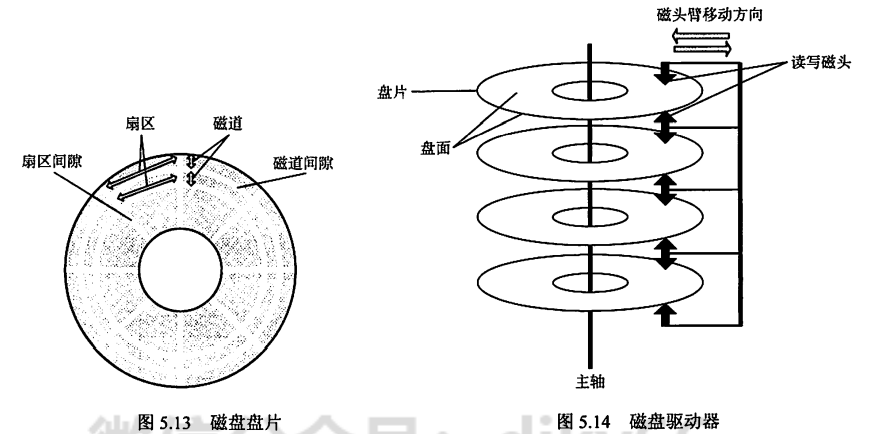 扇区
磁道
扇区间隙
磁道间隙
图 5.13 磁盘盘片
磁头臂移动方向
读写磁头
盘片
盘面
主轴
图 5.14 磁盘驱动器